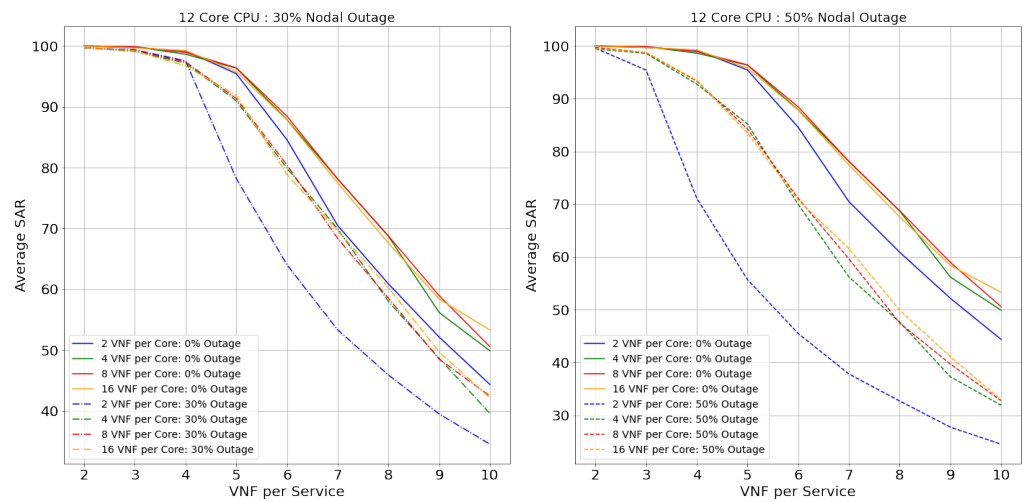 12 Core CPU : 30% Nodal Outage
100
90
80
70
60
50
40
Average SAR
2 VNF per Core: 0% Outage
4 VNF per Core: 0% Outage
8 VNF per Core: 0% Outage
16 VNF per Core: 0% Outage
2 VNF per Core: 30% Outage
4 VNF per Core: 30% Outage
8 VNF per Core: 30% Outage
16 VNF per Core: 30% Outage
2 3 4 5 6 7 8 9 10
VNF per Service
12 Core CPU : 50% Nodal Outage
100
90
80
70
60
50
40
30
Average SAR
2 VNF per Core: 0% Outage
4 VNF per Core: 0% Outage
8 VNF per Core: 0% Outage
16 VNF per Core: 0% Outage
2 VNF per Core: 50% Outage
4 VNF per Core: 50% Outage
8 VNF per Core: 50% Outage
16 VNF per Core: 50% Outage
2 3 4 5 6 7 8 9 10
VNF per Service